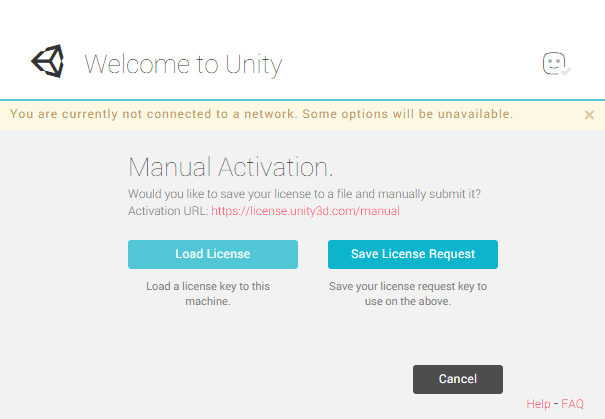 Welcome to Unity
You are currently not connected to a network. Some options will be unavailable.
×
Manual Activation.
Would you like to save your license to a file and manually submit it?
Activation URL: https://license.unity3d.com/manual
Load License
Save License Request
Load a license key to this
machine.
Save your license request key to
use on the above.
Cancel
Help - FAQ